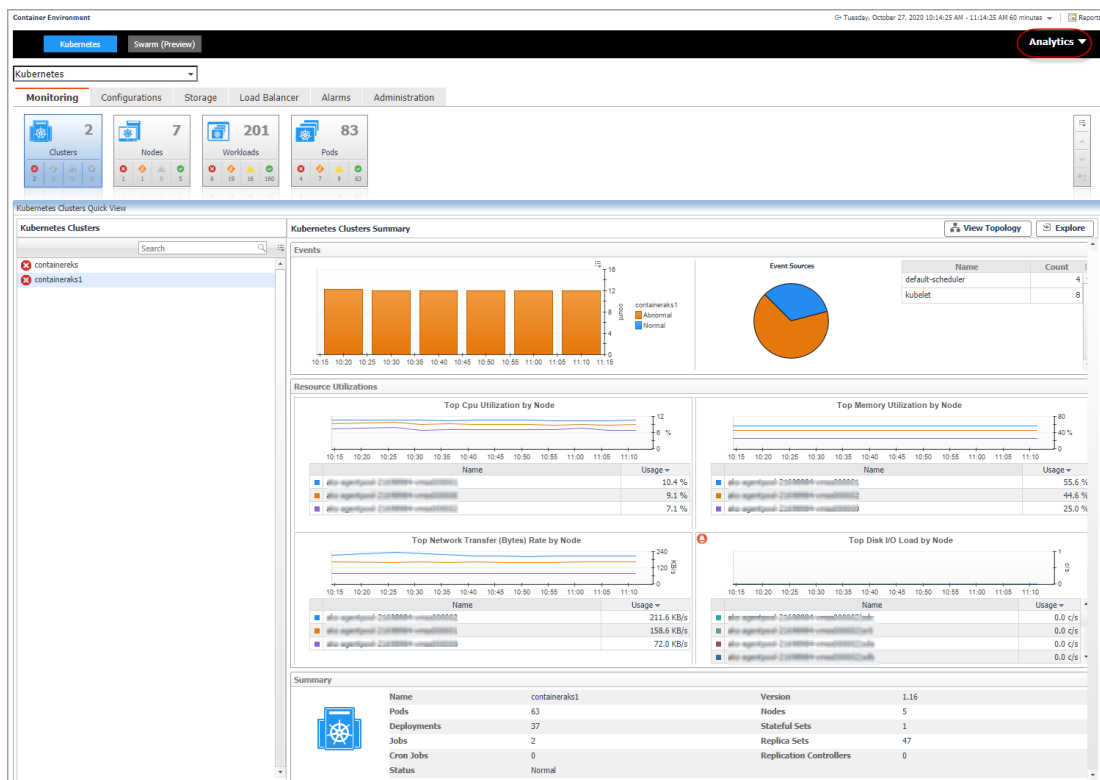 Container Environment
Tuesday, October 27, 2020 10:14:25 AM - 11:14:25 AM 60 minutes
Reports
Kubernetes
Swarm (Preview)
Analytics
Kubernetes
Monitoring Configurations Storage Load Balancer Alarms Administration
2 7 201 83
Clusters Nodes Workloads Pods
2 0 0 0 1 1 0 5 6 19 16 160 4 7 9 63
Kubernetes Clusters Quick View
Kubernetes Clusters
Search
containereks
containeraks1
Kubernetes Clusters Summary
View Topology
Explore
Events
16
12
8
4
0
count
containeraks1
Abnormal
Normal
10:15 10:20 10:25 10:30 10:35 10:40 10:45 10:50 10:55 11:00 11:05 11:10 11:15
Event Sources
Name Count
default-scheduler 4
kubelet 8
Resource Utilizations
Top Cpu Utilization by Node
12
6 %
0
10:15 10:20 10:25 10:30 10:35 10:40 10:45 10:50 10:55 11:00 11:05 11:10
Name Usage
10.4 %
9.1 %
7.1 %
Top Memory Utilization by Node
80
40 %
0
10:15 10:20 10:25 10:30 10:35 10:40 10:45 10:50 10:55 11:00 11:05 11:10
Name Usage
55.6 %
44.6 %
25.0 %
Top Network Transfer (Bytes) Rate by Node
240
120 KB/s
0
10:15 10:20 10:25 10:30 10:35 10:40 10:45 10:50 10:55 11:00 11:05 11:10
Name Usage
211.6 KB/s
158.6 KB/s
72.0 KB/s
Top Disk I/O Load by Node
1
c/s
0
10:15 10:20 10:25 10:30 10:35 10:40 10:45 10:50 10:55 11:00 11:05 11:10
Name Usage
0.0 c/s
0.0 c/s
0.0 c/s
0.0 c/s
Summary
Name containeraks1 Version 1.16
Pods 63 Nodes 5
Deployments 37 Stateful Sets 1
Jobs 2 Replica Sets 47
Cron Jobs 0 Replication Controllers 0
Status Normal